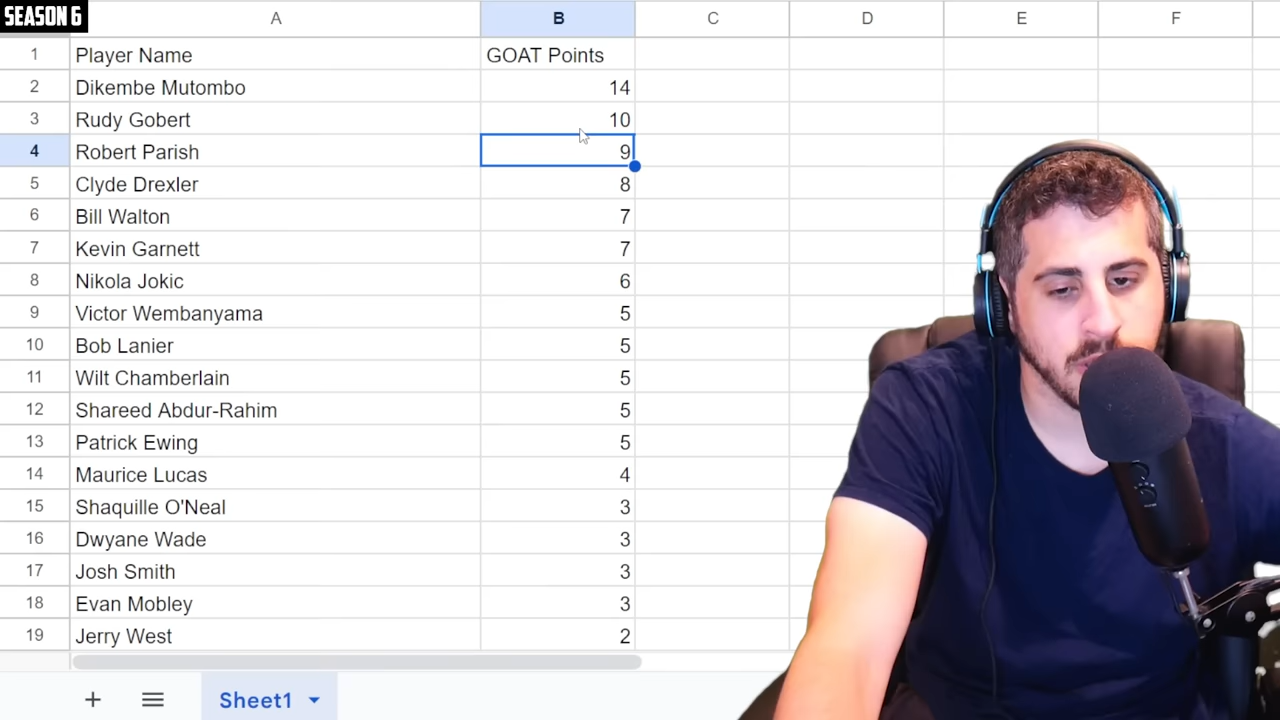 SEASON 6
A B C D E F
1 Player Name GOAT Points
2 Dikembe Mutombo 14
3 Rudy Gobert 10
4 Robert Parish 9
5 Clyde Drexler 8
6 Bill Walton 7
7 Kevin Garnett 7
8 Nikola Jokic 6
9 Victor Wembanyama 5
10 Bob Lanier 5
11 Wilt Chamberlain 5
12 Shareed Abdur-Rahim 5
13 Patrick Ewing 5
14 Maurice Lucas 4
15 Shaquille O'Neal 3
16 Dwyane Wade 3
17 Josh Smith 3
18 Evan Mobley 3
19 Jerry West 2
Sheet1